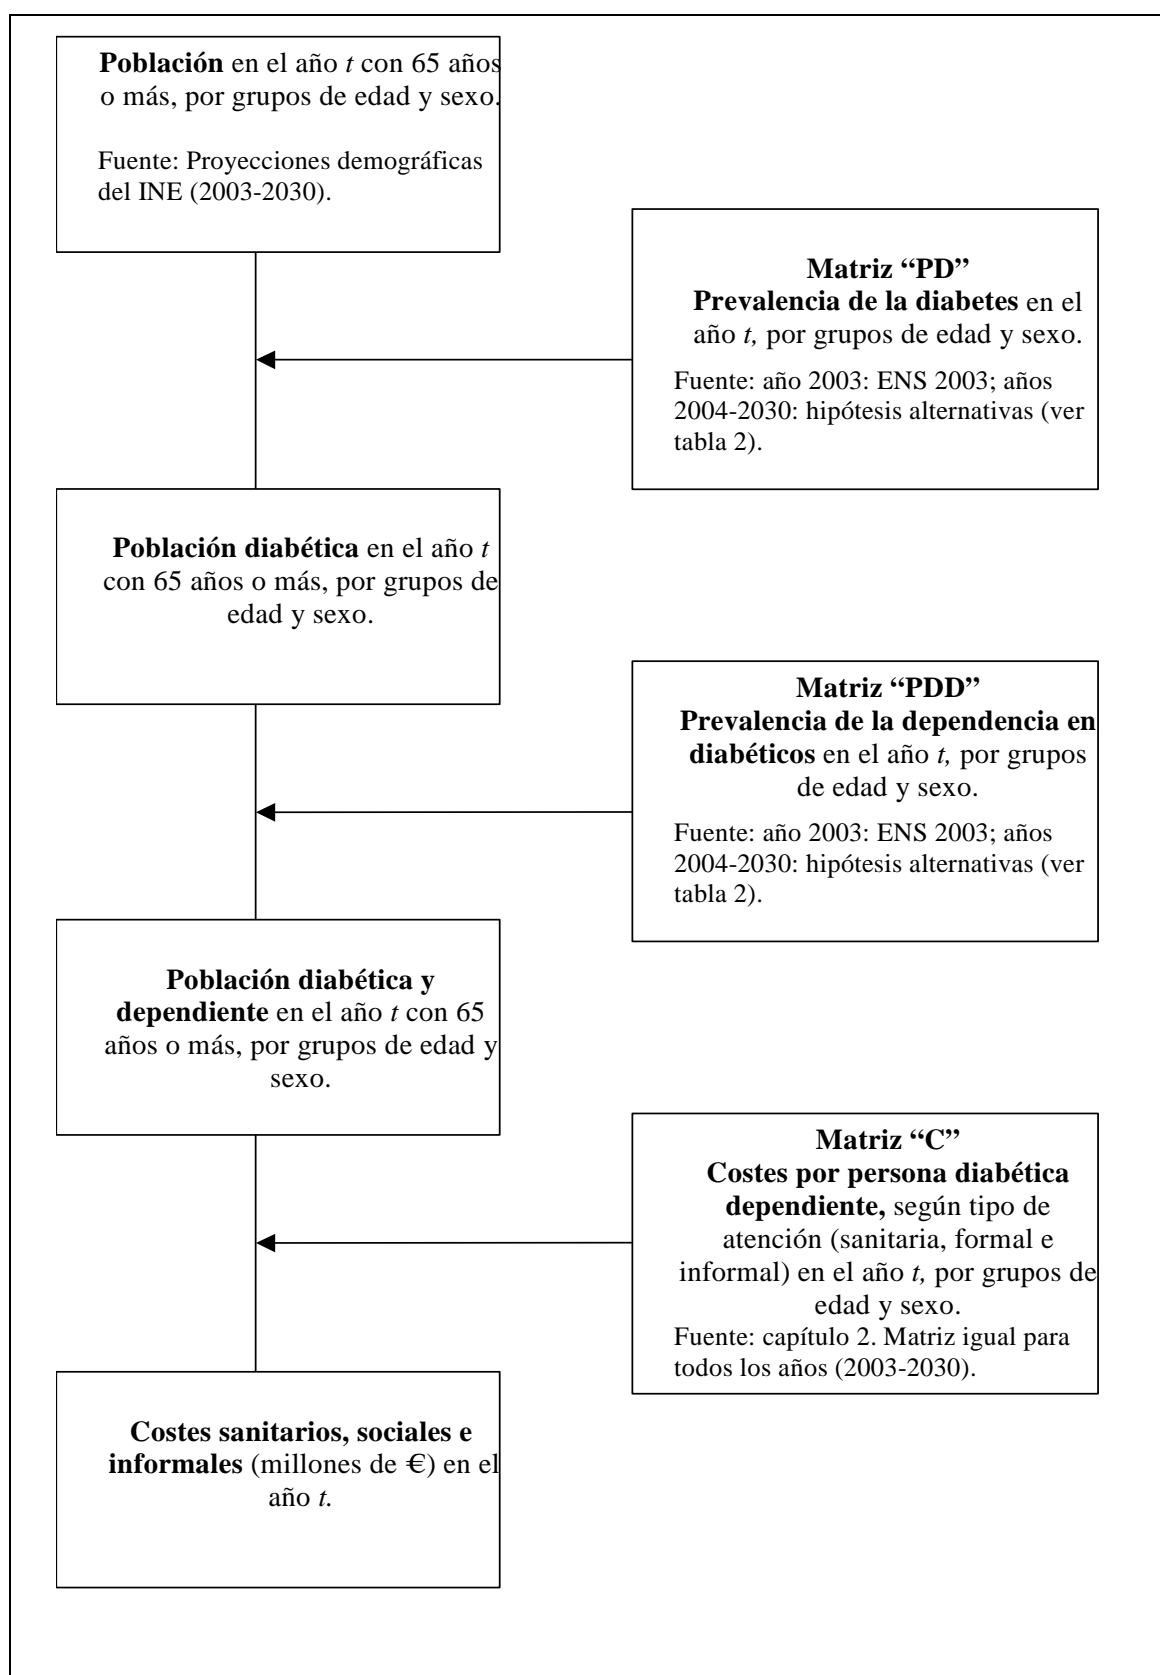 Población en el año t con 65 años
o más, por grupos de edad y sexo.
Fuente: Proyecciones demográficas
del INE (2003-2030).
Matriz “PD”
Prevalencia de la diabetes en el
año t, por grupos de edad y sexo.
Fuente: año 2003: ENS 2003; años
2004-2030: hipótesis alternativas (ver
tabla 2).
Población diabética en el año t
con 65 años o más, por grupos de
edad y sexo.
Matriz “PDD”
Prevalencia de la dependencia en
diabéticos en el año t, por grupos
de edad y sexo.
Fuente: año 2003: ENS 2003; años
2004-2030: hipótesis alternativas (ver
tabla 2).
Población diabética y
dependiente en el año t con 65
años o más, por grupos de edad y
sexo.
Matriz “C”
Costes por persona diabética
dependiente, según tipo de
atención (sanitaria, formal e
informal) en el año t, por grupos de
edad y sexo.
Fuente: capítulo 2. Matriz igual para
todos los años (2003-2030).
Costes sanitarios, sociales e
informales (millones de €) en el
año t.